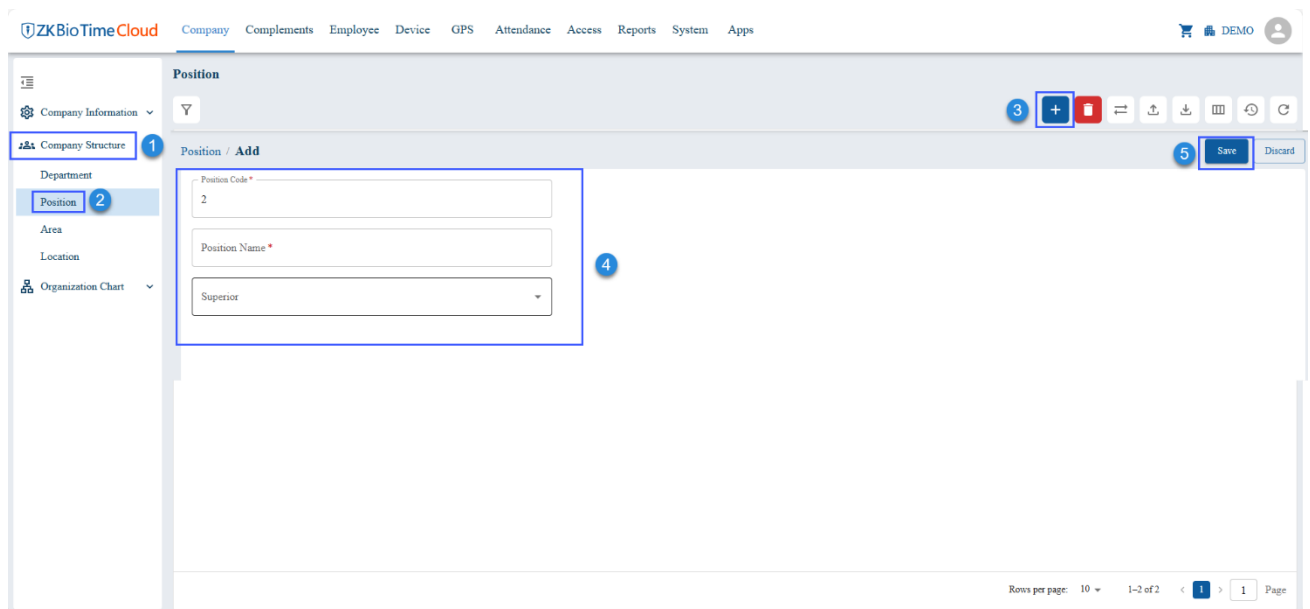 ZKBioTime Cloud
Company Complements Employee Device GPS Attendance Access Reports System Apps
DEMO
Position
Company Information
3
Company Structure
1
Position / Add
5
Save
Discard
Department
Position
2
Area
Location
Organization Chart
Position Code *
2
Position Name *
Superior
4
Rows per page: 10 1–2 of 2 < 1 > 1 Page